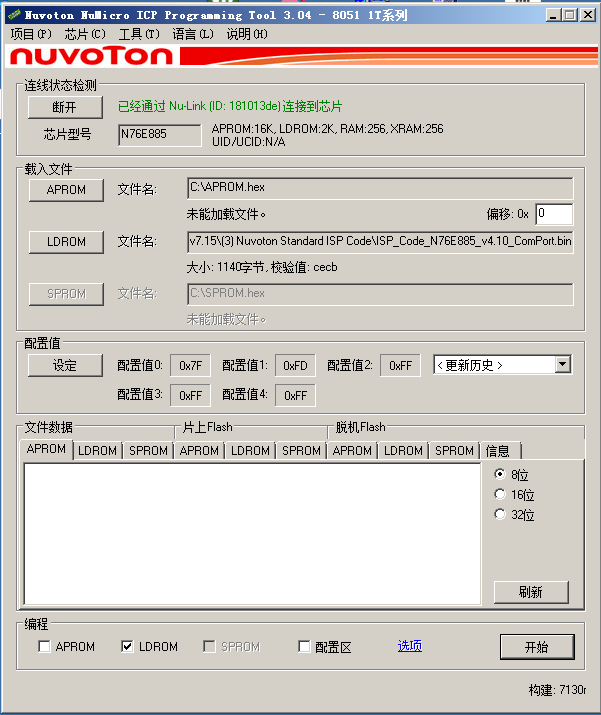 Nuvoton NuMicro ICP Programming Tool 3.04 - 8051 1T系列
项目(P) 芯片(C) 工具(T) 语言(L) 说明(H)
nuvoTon
连线状态检测
断开 已经通过 Nu-Link (ID: 181013de)连接到芯片
芯片型号 N76E885 APROM:16K, LDROM:2K, RAM:256, XRAM:256
UID/UCID:N/A
载入文件
APROM 文件名: C:\APROM.hex
未能加载文件。 偏移: 0x 0
LDROM 文件名: v7.15\(3) Nuvoton Standard ISP Code\ISP_Code_N76E885_v4.10_ComPort.bin
大小: 1140字节, 校验值: cecb
SPROM 文件名: C:\SPROM.hex
未能加载文件。
配置值
设定 配置值0: 0x7F 配置值1: 0xFD 配置值2: 0xFF < 更新历史 >
配置值3: 0xFF 配置值4: 0xFF
文件数据 片上Flash 脱机Flash
APROM LDROM SPROM APROM LDROM SPROM APROM LDROM SPROM 信息
8位
16位
32位
刷新
编程
APROM LDROM SPROM 配置区 选项 开始
构建: 7130r